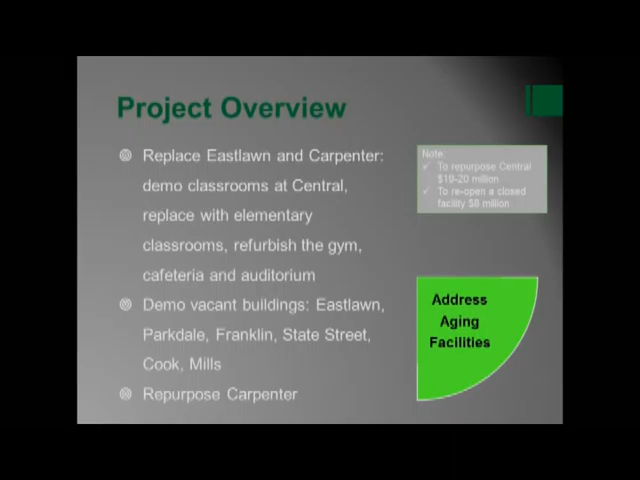 Project Overview
Replace Eastlawn and Carpenter:
demo classrooms at Central,
replace with elementary
classrooms, refurbish the gym,
cafeteria and auditorium
Demo vacant buildings: Eastlawn,
Parkdale, Franklin, State Street,
Cook, Mills
Repurpose Carpenter
Note:
✓ To repurpose Central
$19-20 million
✓ To re-open a closed
facility $8 million
Address
Aging
Facilities